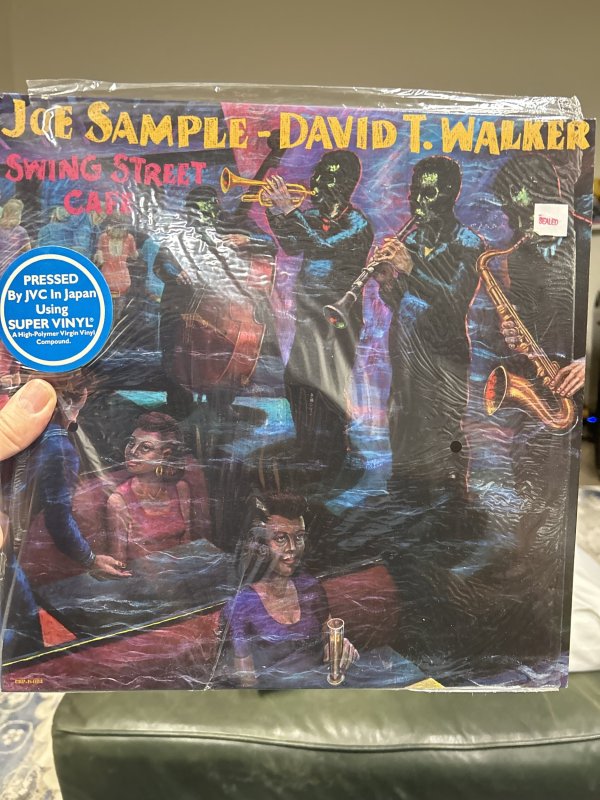 JOE SAMPLE - DAVID T. WALKER
SWING STREET
CAFE
SEALED
PRESSED
By JVC In Japan
Using
SUPER VINYL®
A High-Polymer Virgin Vinyl
Compound.